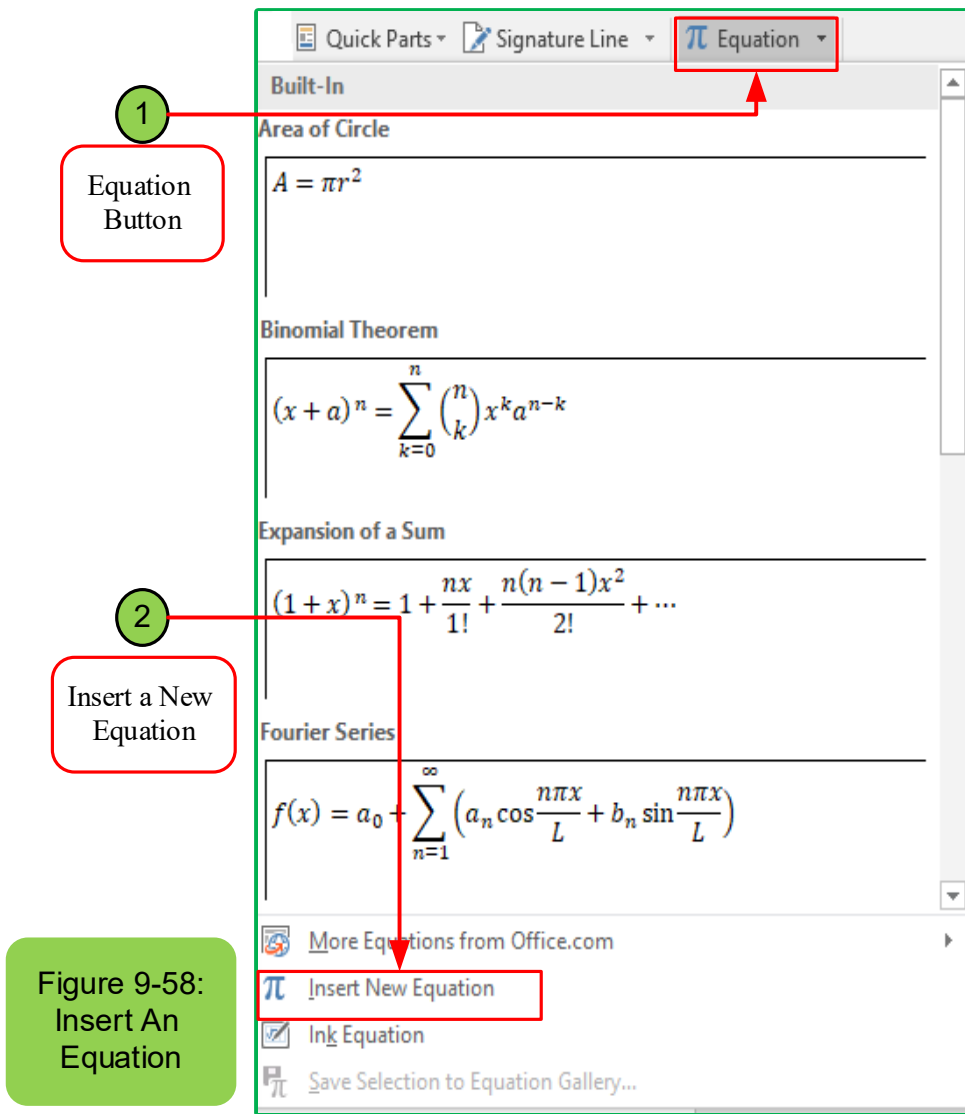 Quick Parts Signature Line π Equation
Built-In
1
Area of Circle
Equation
Button
A = πr²
Binomial Theorem
(x + a)ⁿ = ∑ₖ₌₀ⁿ (n k) xᵏaⁿ⁻ᵏ
Expansion of a Sum
2
(1 + x)ⁿ = 1 + nx/1! + n(n − 1)x²/2! + ⋯
Insert a New
Equation
Fourier Series
f(x) = a₀ + ∑ₙ₌₁^∞ (aₙ cos nπx/L + bₙ sin nπx/L)
More Equations from Office.com
π Insert New Equation
Ink Equation
Save Selection to Equation Gallery...
Figure 9-58:
Insert An
Equation